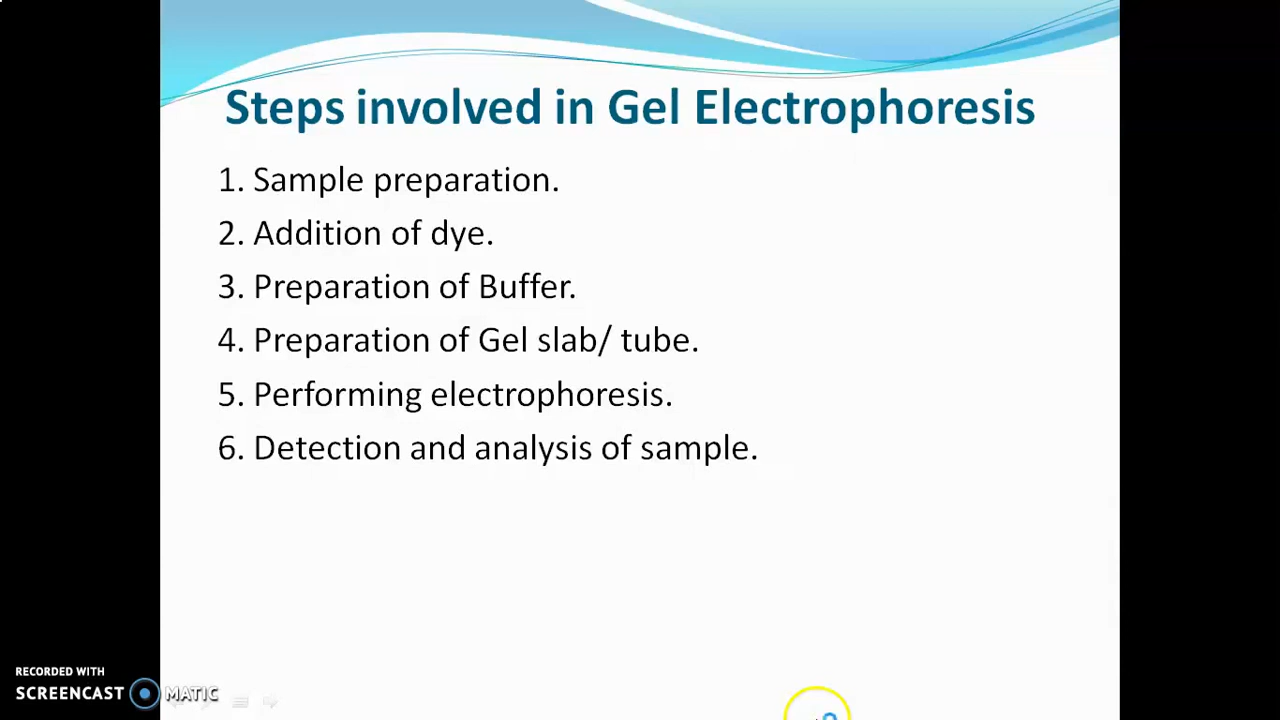 Steps involved in Gel Electrophoresis
1. Sample preparation.
2. Addition of dye.
3. Preparation of Buffer.
4. Preparation of Gel slab/ tube.
5. Performing electrophoresis.
6. Detection and analysis of sample.
RECORDED WITH
SCREENCAST MATIC